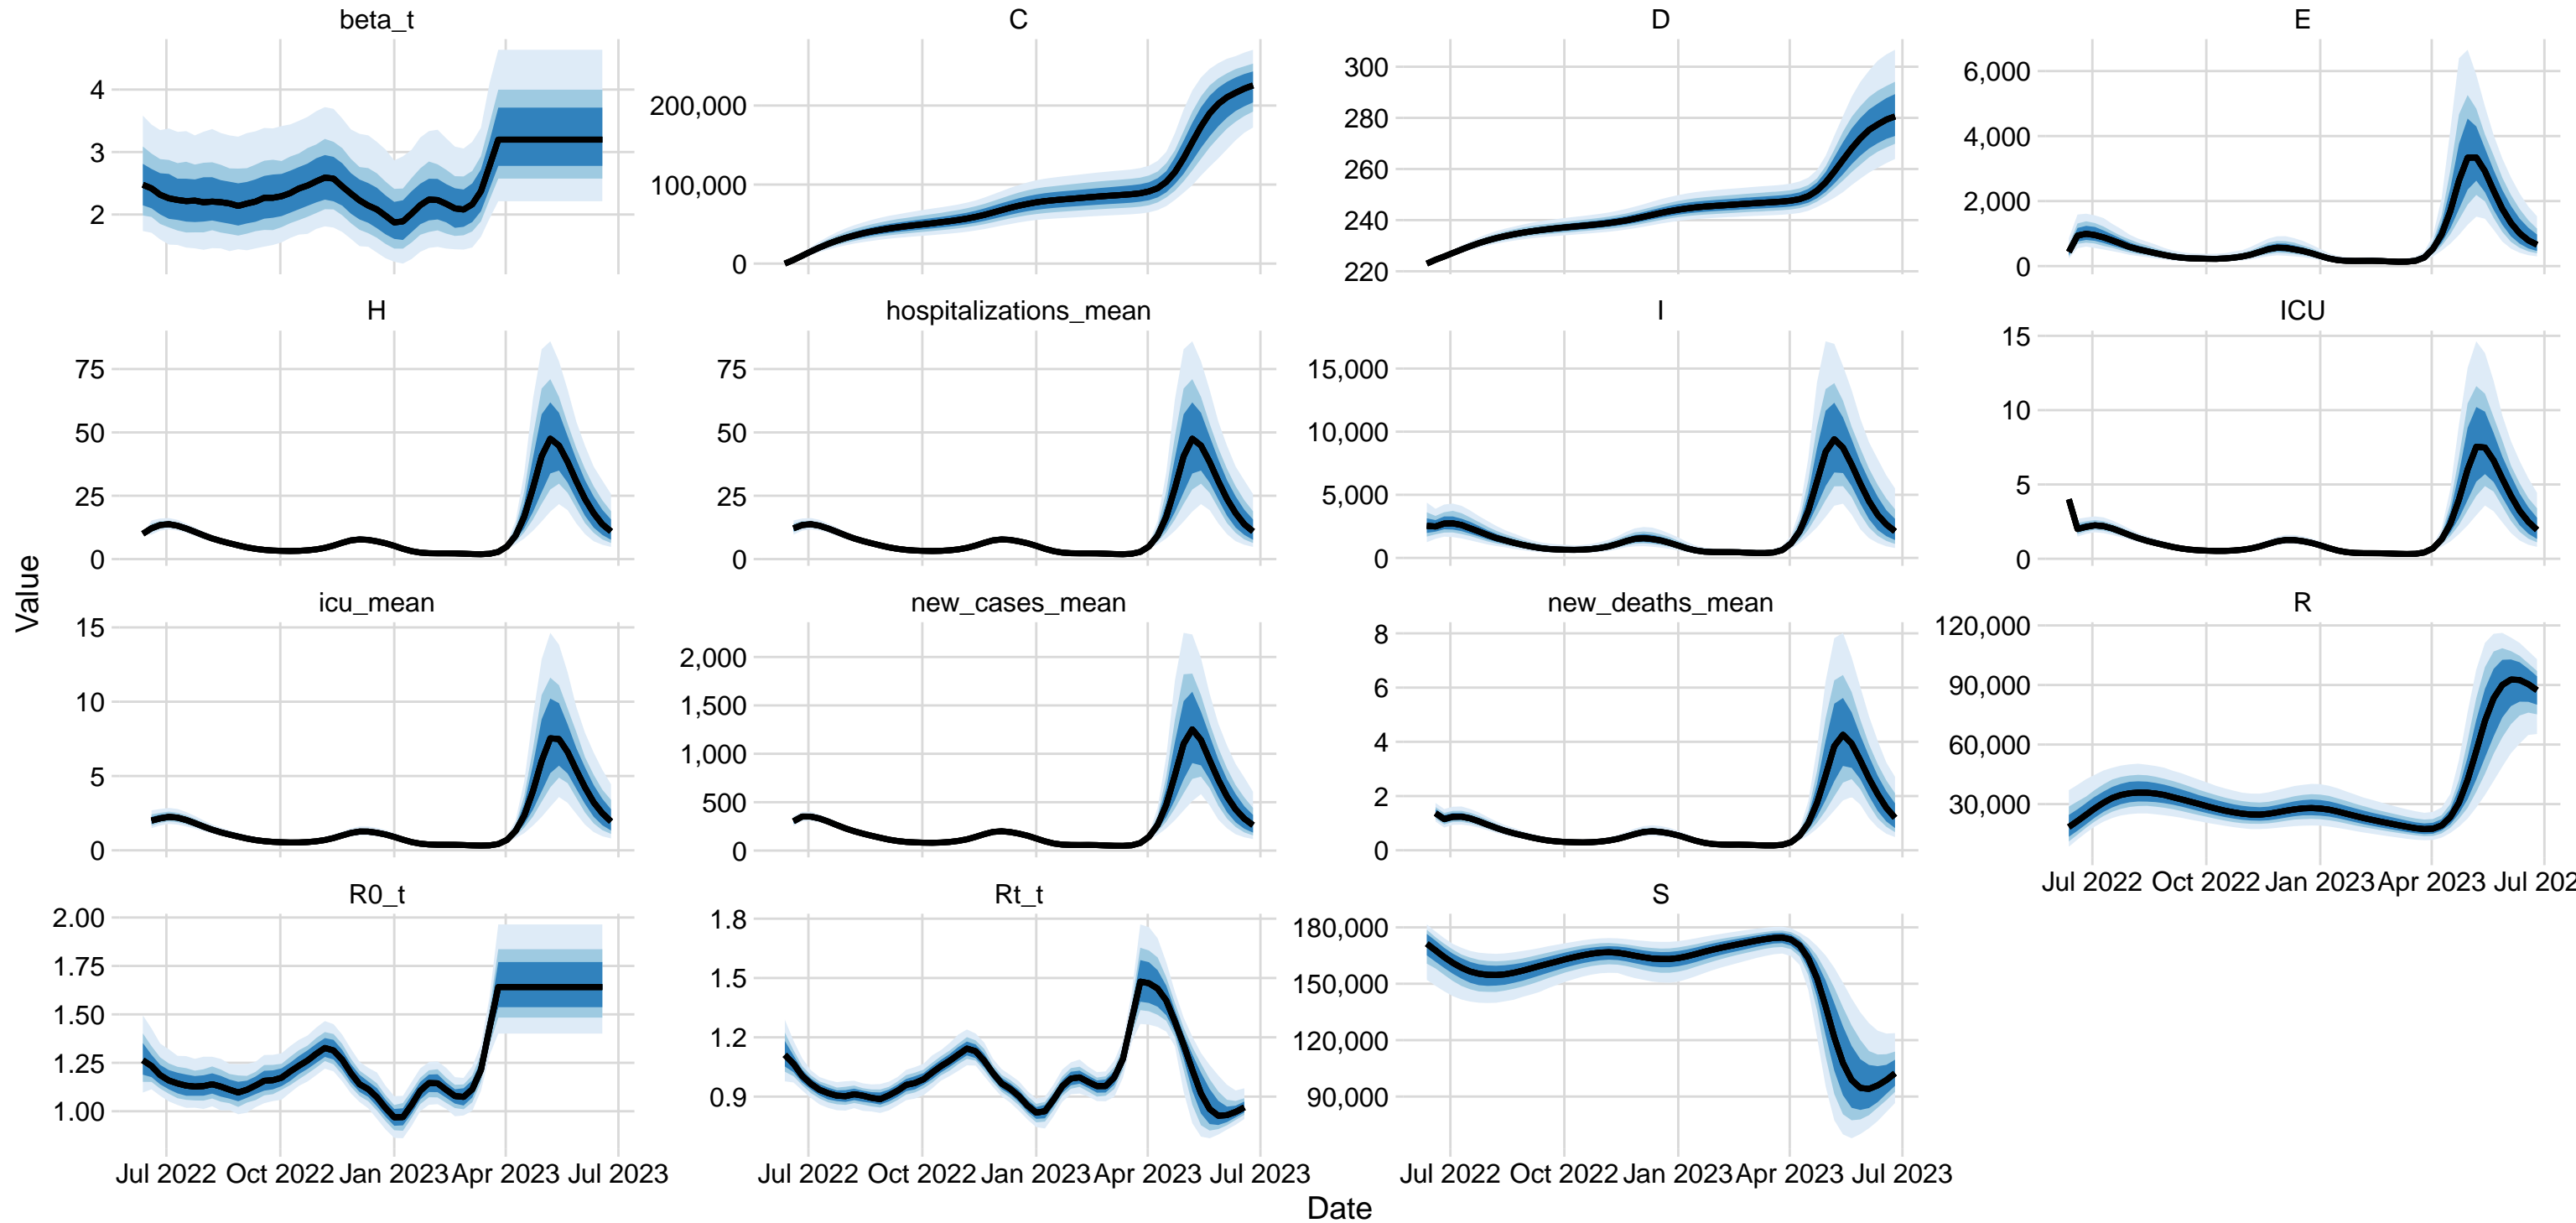 beta_t
C
D
E
4
3
2
200,000
100,000
0
300
280
260
240
220
6,000
4,000
2,000
0
H
hospitalizations_mean
I
ICU
75
50
25
0
75
50
25
0
15,000
10,000
5,000
0
15
10
5
0
icu_mean
new_cases_mean
new_deaths_mean
R
15
10
5
0
2,000
1,500
1,000
500
0
8
6
4
2
0
120,000
90,000
60,000
30,000
Jul 2022 Oct 2022 Jan 2023 Apr 2023 Jul 202
R0_t
Rt_t
S
2.00
1.75
1.50
1.25
1.00
1.8
1.5
1.2
0.9
180,000
150,000
120,000
90,000
Jul 2022 Oct 2022 Jan 2023 Apr 2023 Jul 2023
Jul 2022 Oct 2022 Jan 2023 Apr 2023 Jul 2023
Jul 2022 Oct 2022 Jan 2023 Apr 2023 Jul 2023
Value
Date